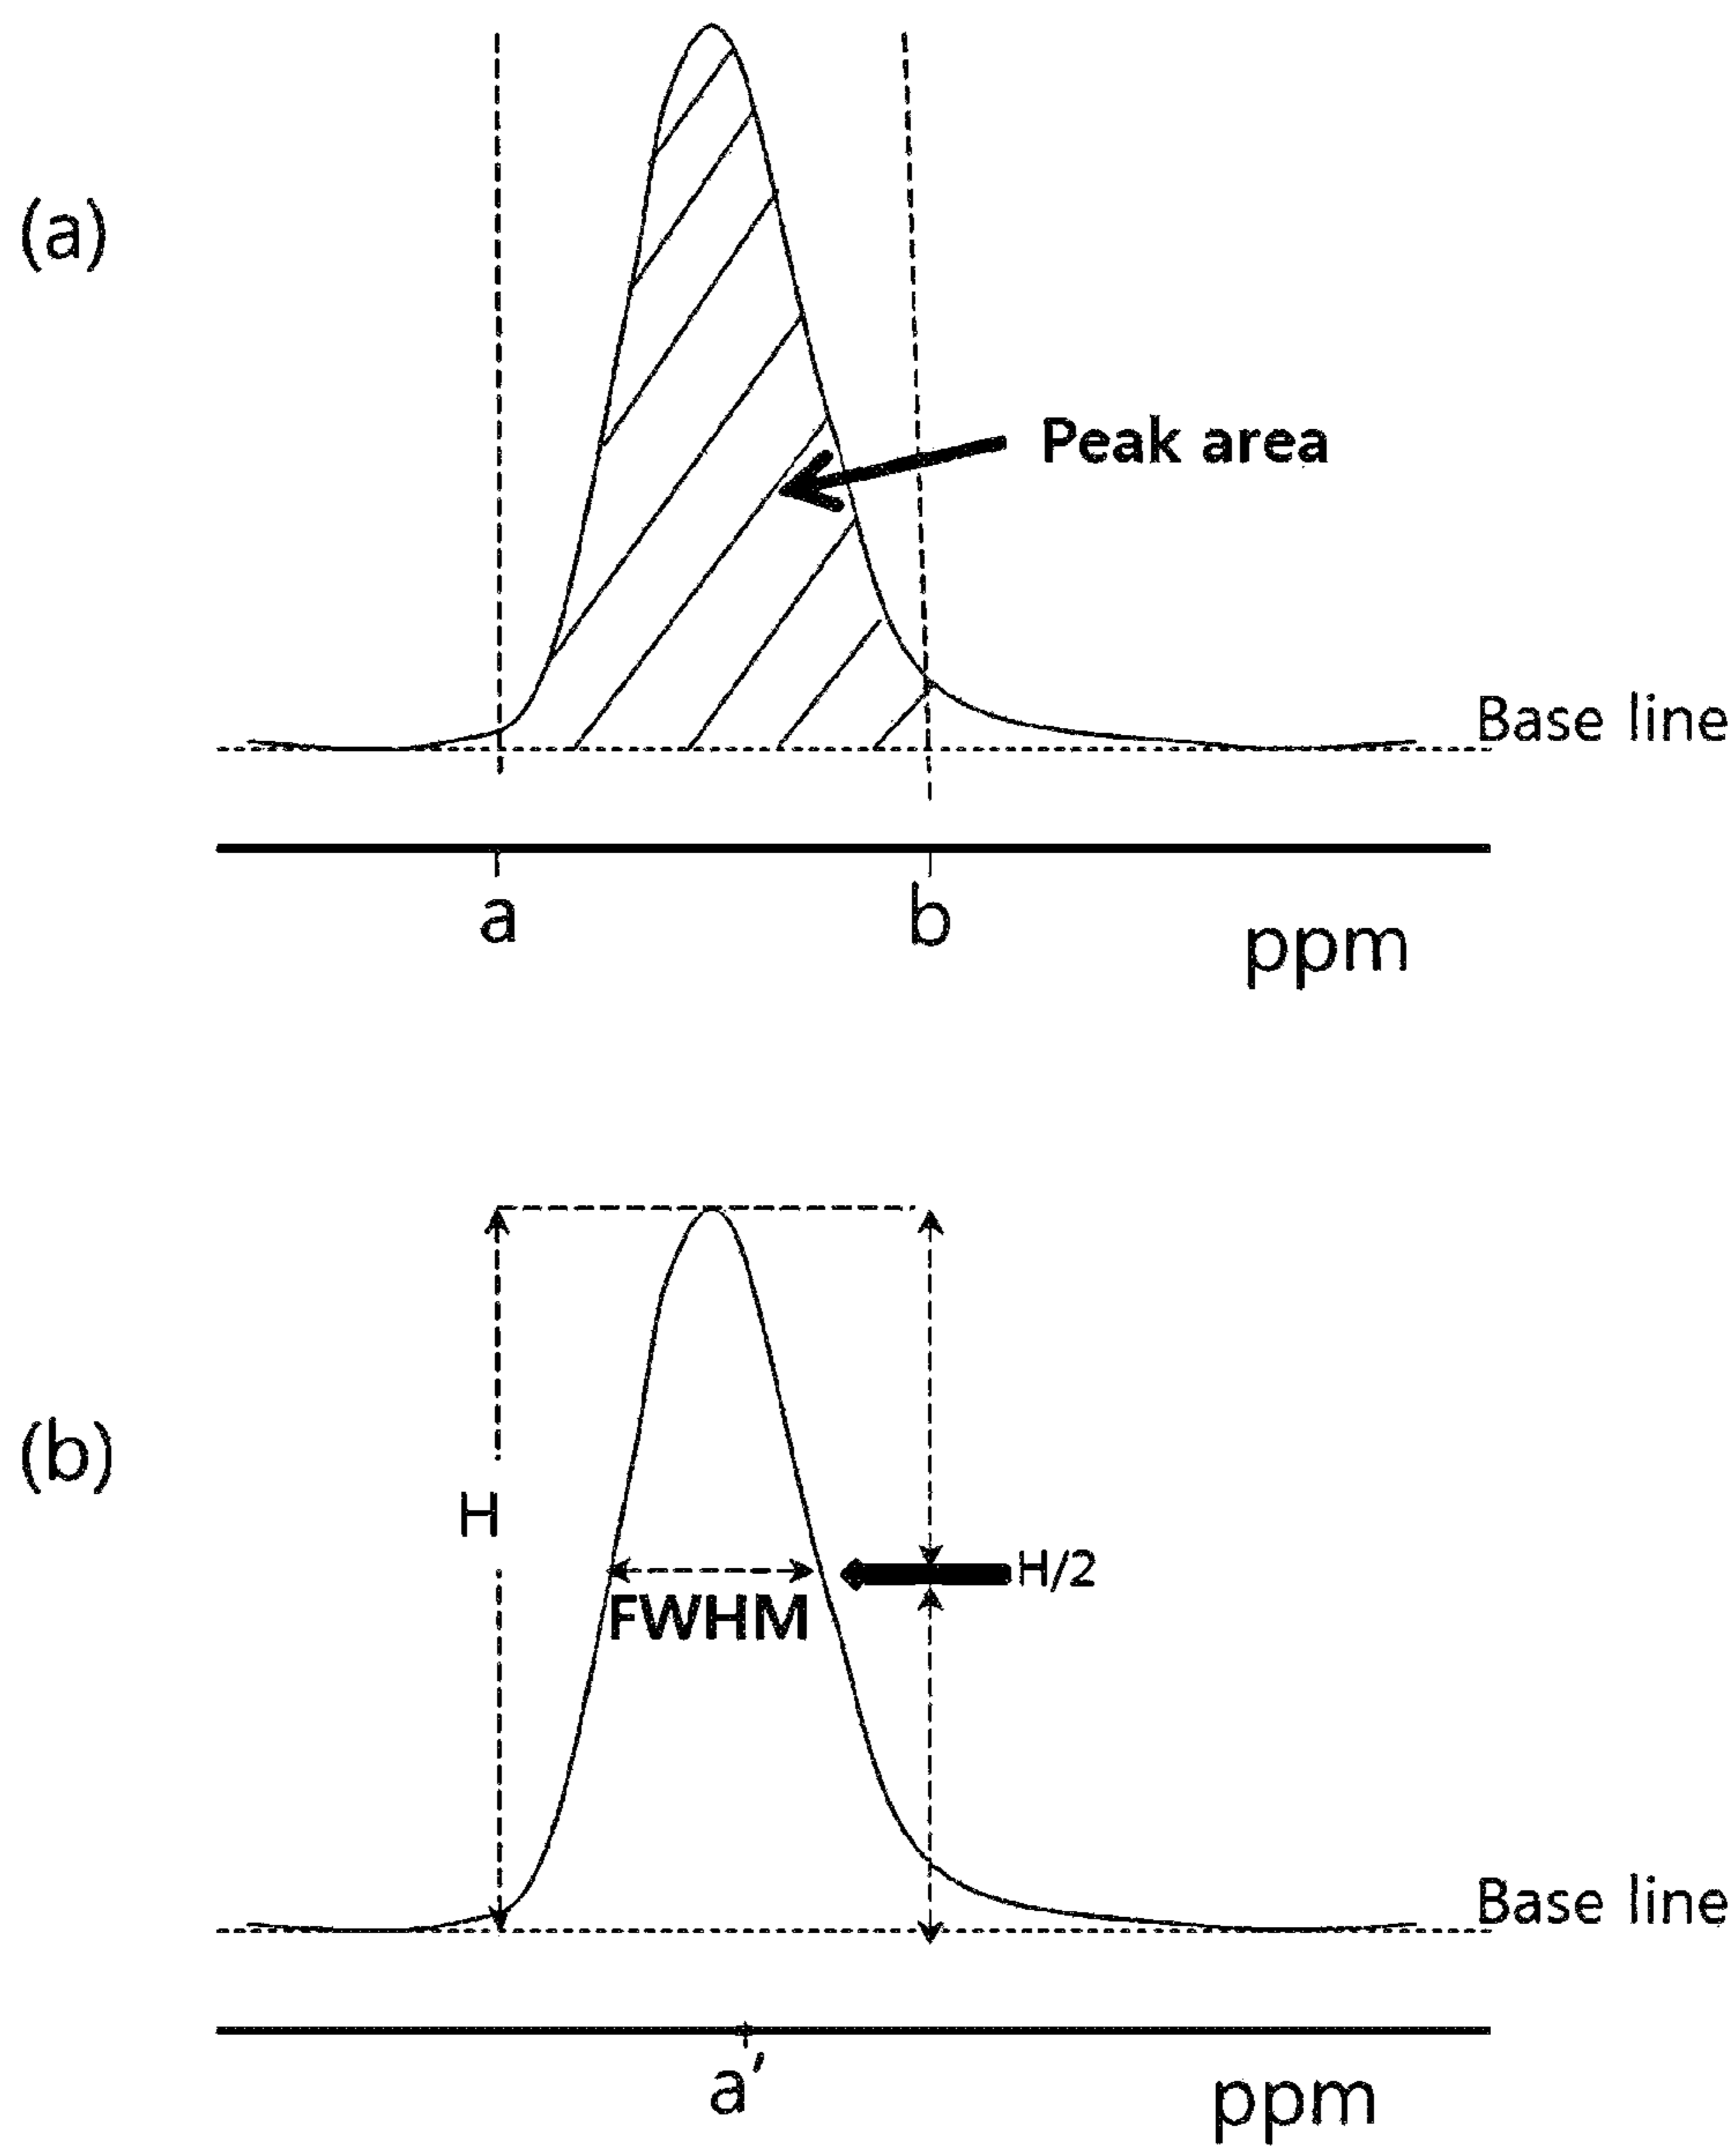 (a)
Peak area
Base line
a
b
ppm
(b)
H
H/2
FWHM
Base line
a′
ppm